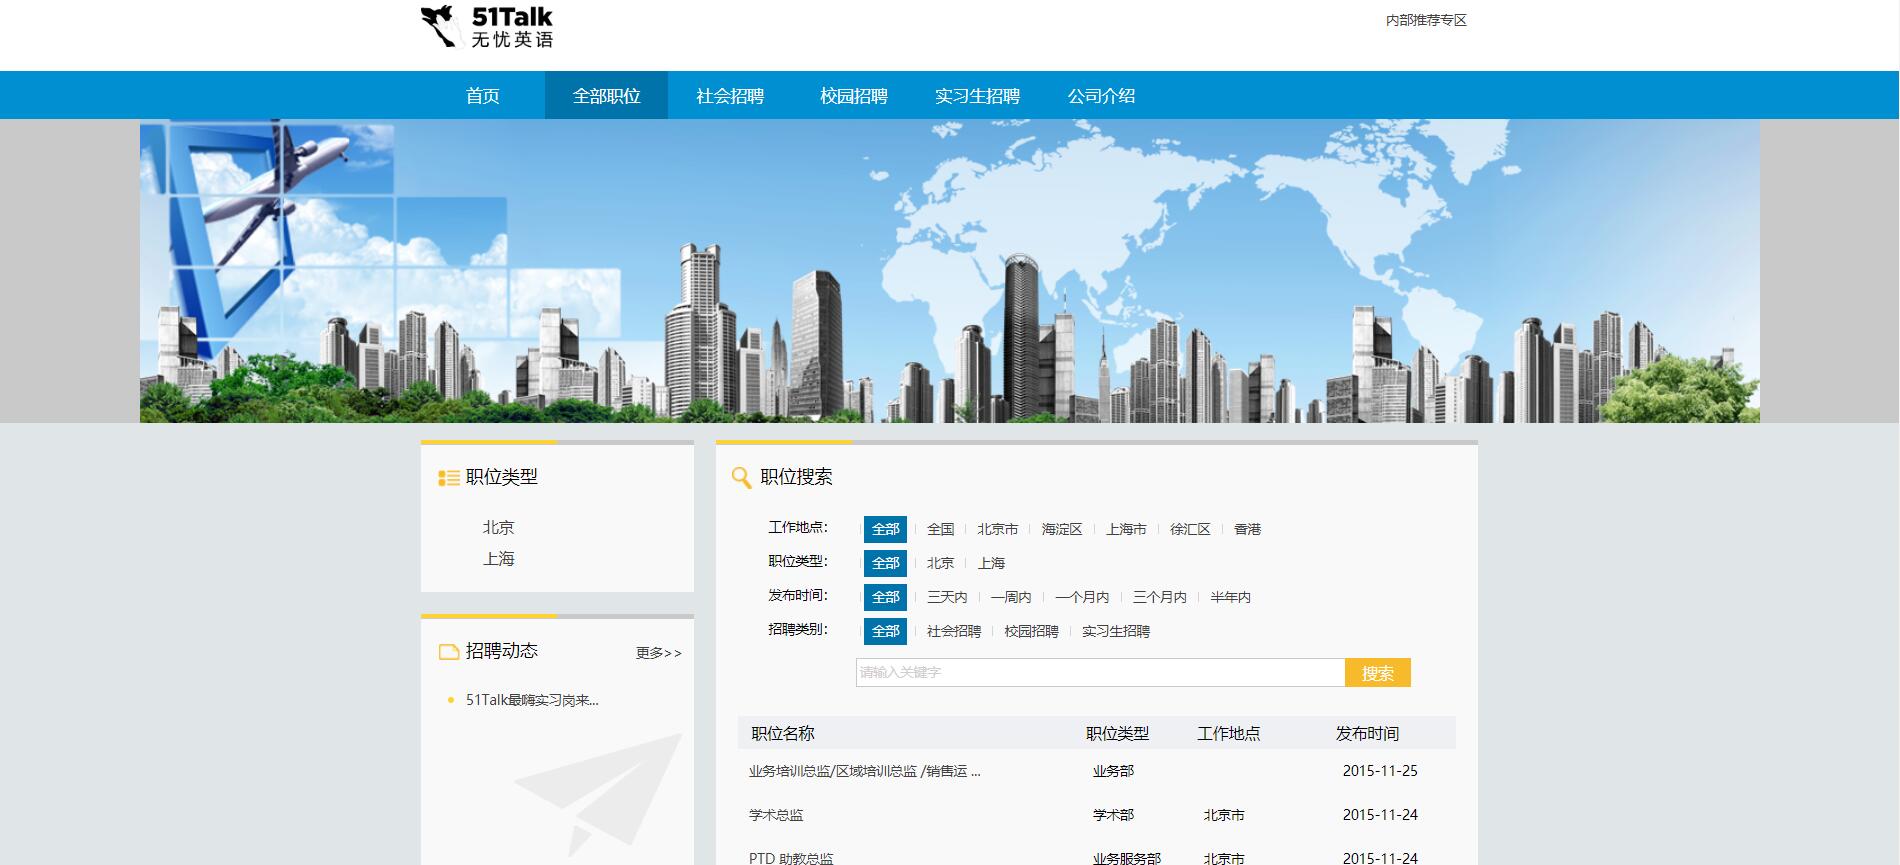 51Talk
无忧英语
内部推荐专区
首页 全部职位 社会招聘 校园招聘 实习生招聘 公司介绍
职位类型
北京
上海
招聘动态 更多>>
51Talk最嗨实习岗来...
职位搜索
工作地点： 全部 全国 北京市 海淀区 上海市 徐汇区 香港
职位类型： 全部 北京 上海
发布时间： 全部 三天内 一周内 一个月内 三个月内 半年内
招聘类别： 全部 社会招聘 校园招聘 实习生招聘
请输入关键字 搜索
职位名称 职位类型 工作地点 发布时间
业务培训总监/区域培训总监 /销售运 ... 业务部 2015-11-25
学术总监 学术部 北京市 2015-11-24
PTD 助教总监 业务服务部 北京市 2015-11-24